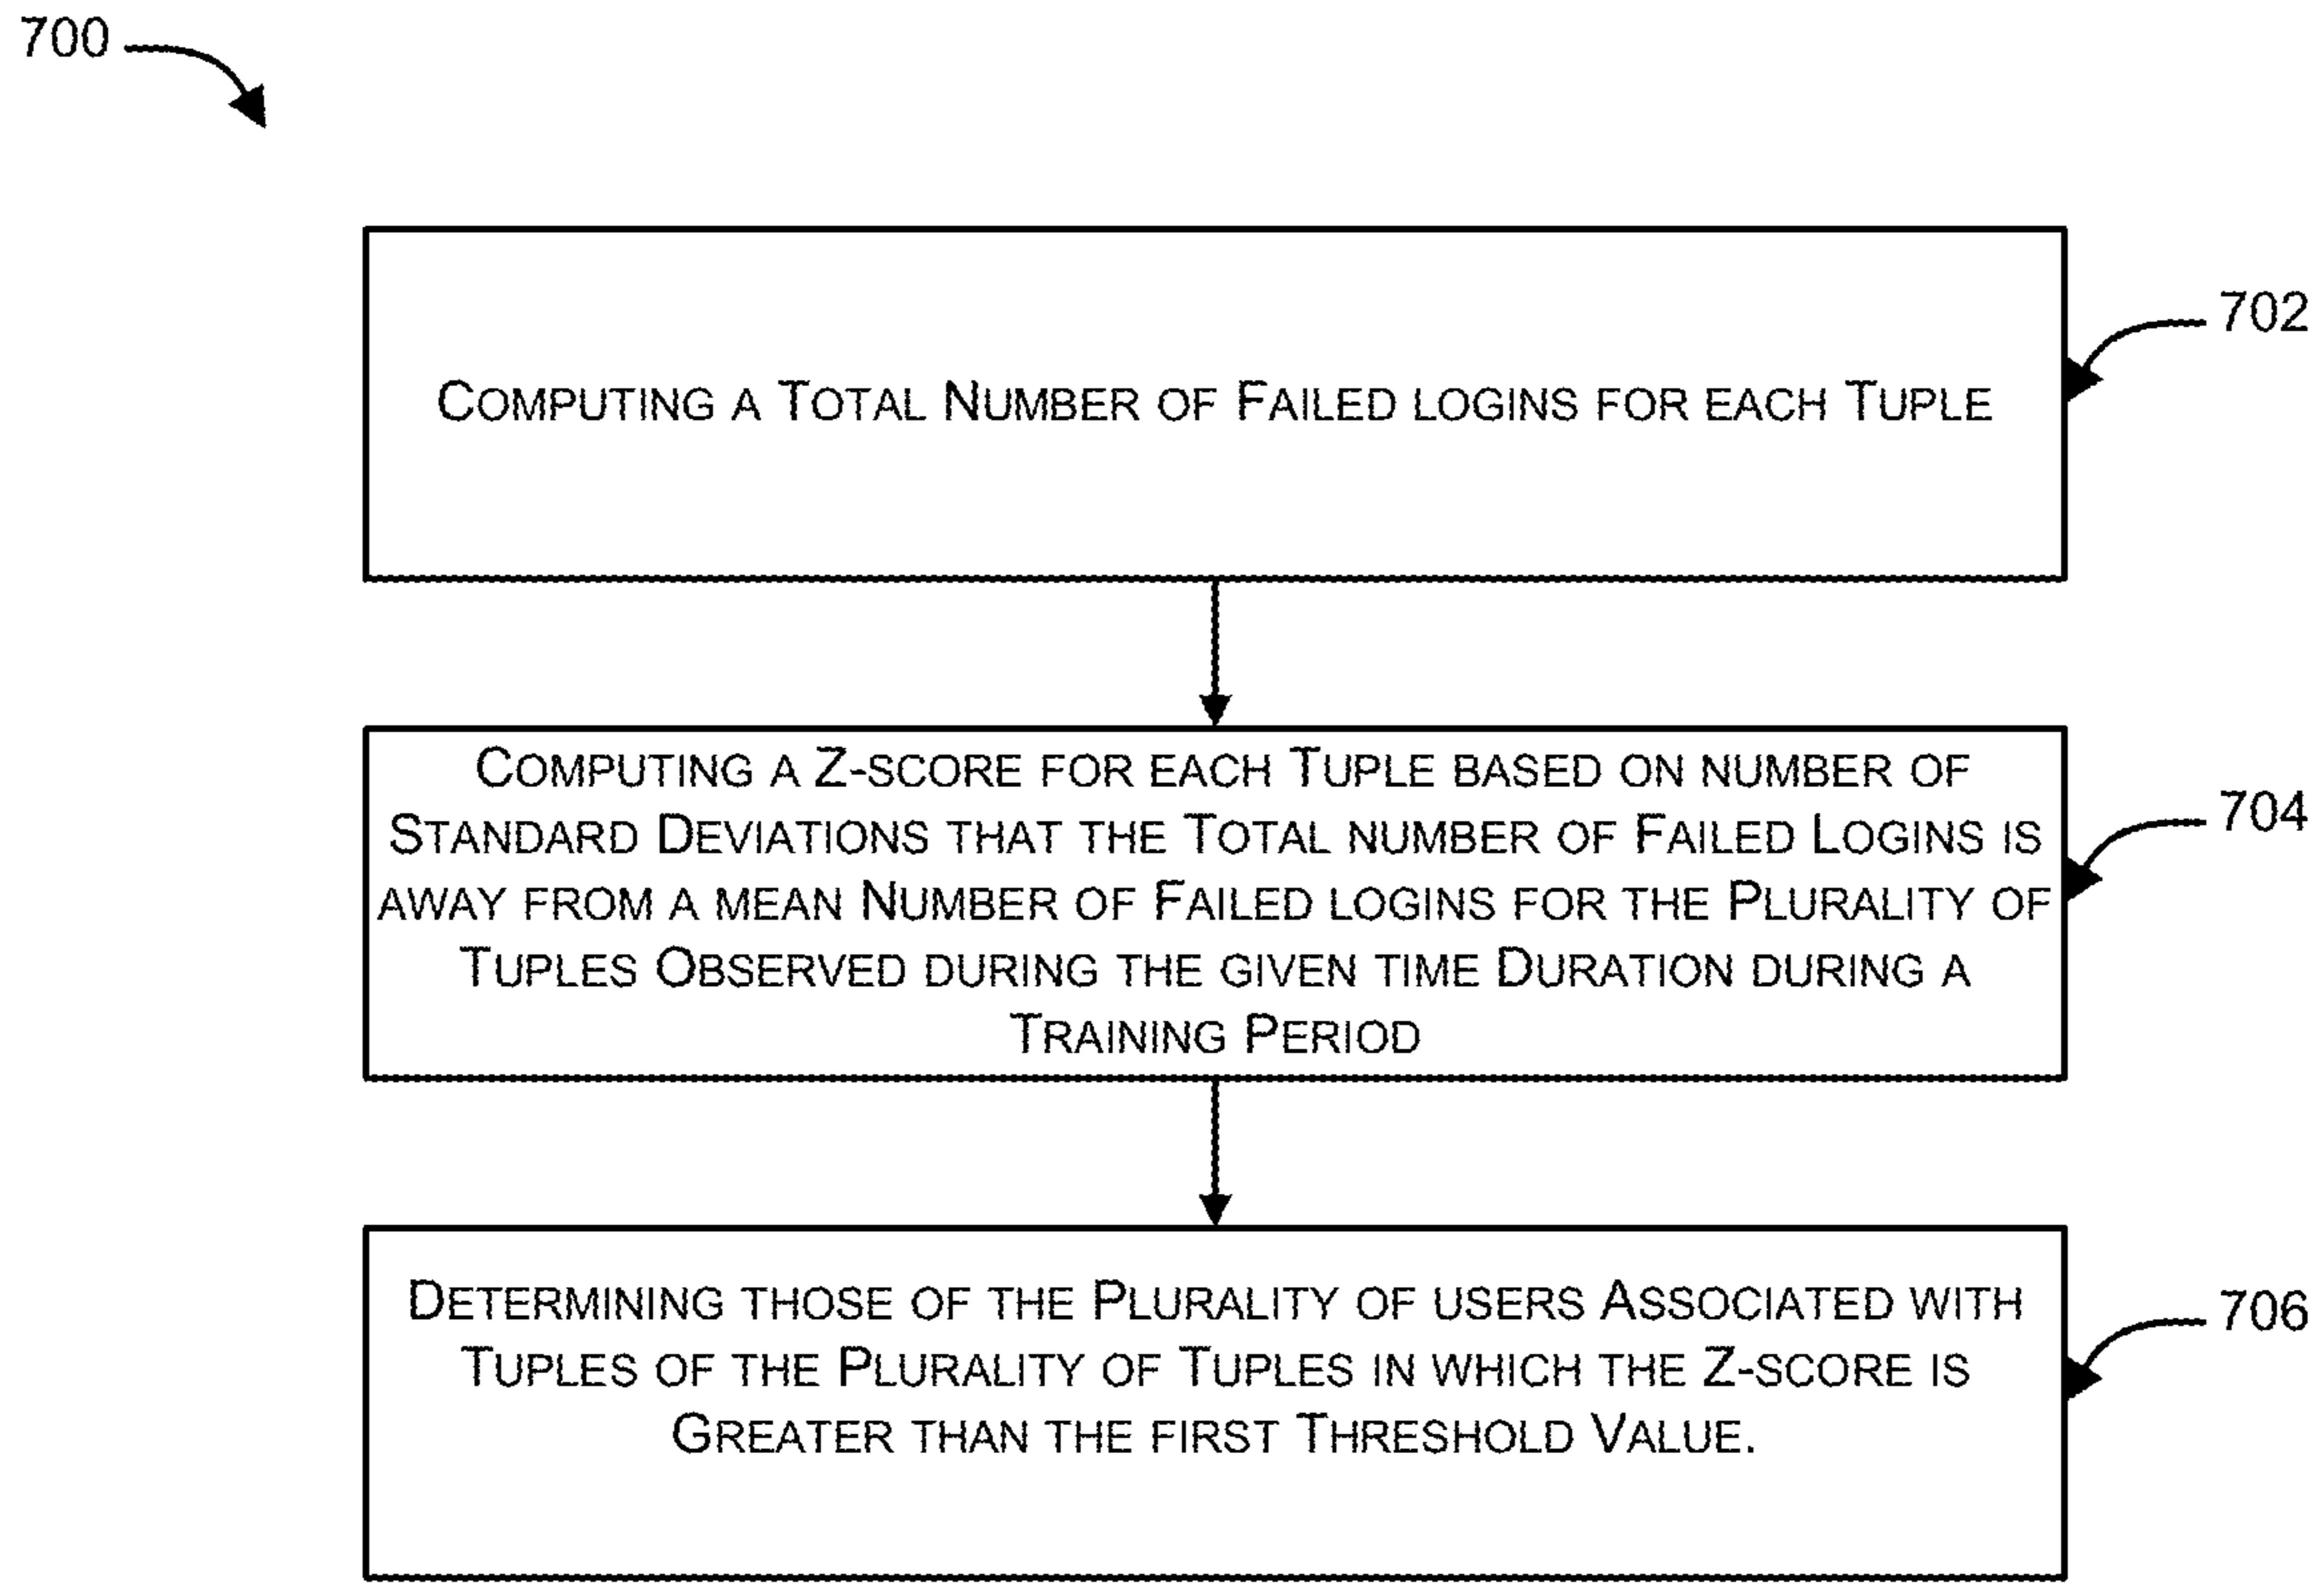 700
702
COMPUTING A TOTAL NUMBER OF FAILED LOGINS FOR EACH TUPLE
COMPUTING A Z-SCORE FOR EACH TUPLE BASED ON NUMBER OF
704
STANDARD DEVIATIONS THAT THE TOTAL NUMBER OF FAILED LOGINS IS
AWAY FROM A MEAN NUMBER OF FAILED LOGINS FOR THE PLURALITY OF
TUPLES OBSERVED DURING THE GIVEN TIME DURATION DURING A
TRAINING PERIOD
DETERMINING THOSE OF THE PLURALITY OF USERS ASSOCIATED WITH
706
TUPLES OF THE PLURALITY OF TUPLES IN WHICH THE Z-SCORE IS
GREATER THAN THE FIRST THRESHOLD VALUE.